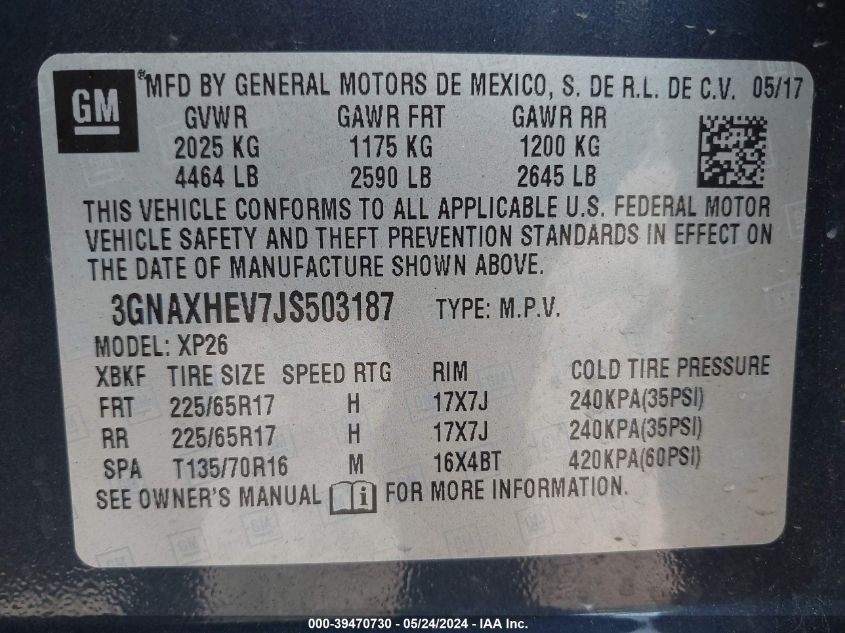 GM
® MFD BY GENERAL MOTORS DE MEXICO, S. DE R.L. DE C.V. 05/17
GVWR GAWR FRT GAWR RR
2025 KG 1175 KG 1200 KG
4464 LB 2590 LB 2645 LB
THIS VEHICLE CONFORMS TO ALL APPLICABLE U.S. FEDERAL MOTOR
VEHICLE SAFETY AND THEFT PREVENTION STANDARDS IN EFFECT ON
THE DATE OF MANUFACTURE SHOWN ABOVE.
3GNAXHEV7JS503187 TYPE: M.P.V.
MODEL: XP26
XBKF TIRE SIZE SPEED RTG RIM COLD TIRE PRESSURE
FRT 225/65R17 H 17X7J 240KPA(35PSI)
RR 225/65R17 H 17X7J 240KPA(35PSI)
SPA T135/70R16 M 16X4BT 420KPA(60PSI)
SEE OWNER'S MANUAL FOR MORE INFORMATION.
000-39470730 / 05/24/2024 / IAA Inc.